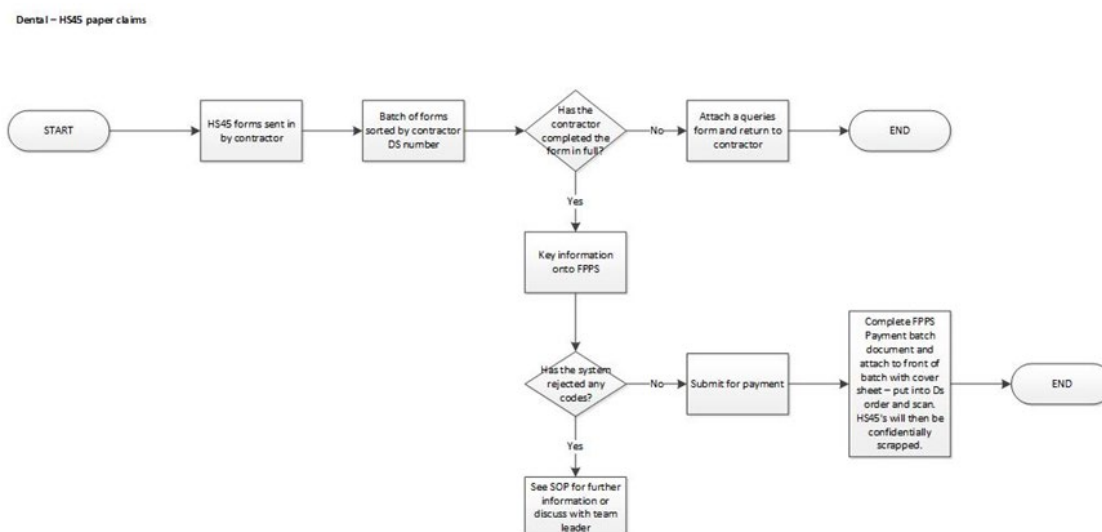 Dental – HS45 paper claims
START
HS45 forms sent in
by contractor
Batch of forms
sorted by contractor
DS number
Has the
contractor
completed the
form in full?
No
Attach a queries
form and return to
contractor
END
Yes
Key information
onto FPPS
Has the system
rejected any
codes?
No
Submit for payment
Complete FPPS
Payment batch
document and
attach to front of
batch with cover
sheet – put into Ds
order and scan.
HS45's will then be
confidentially
scrapped.
END
Yes
See SOP for further
information or
discuss with team
leader